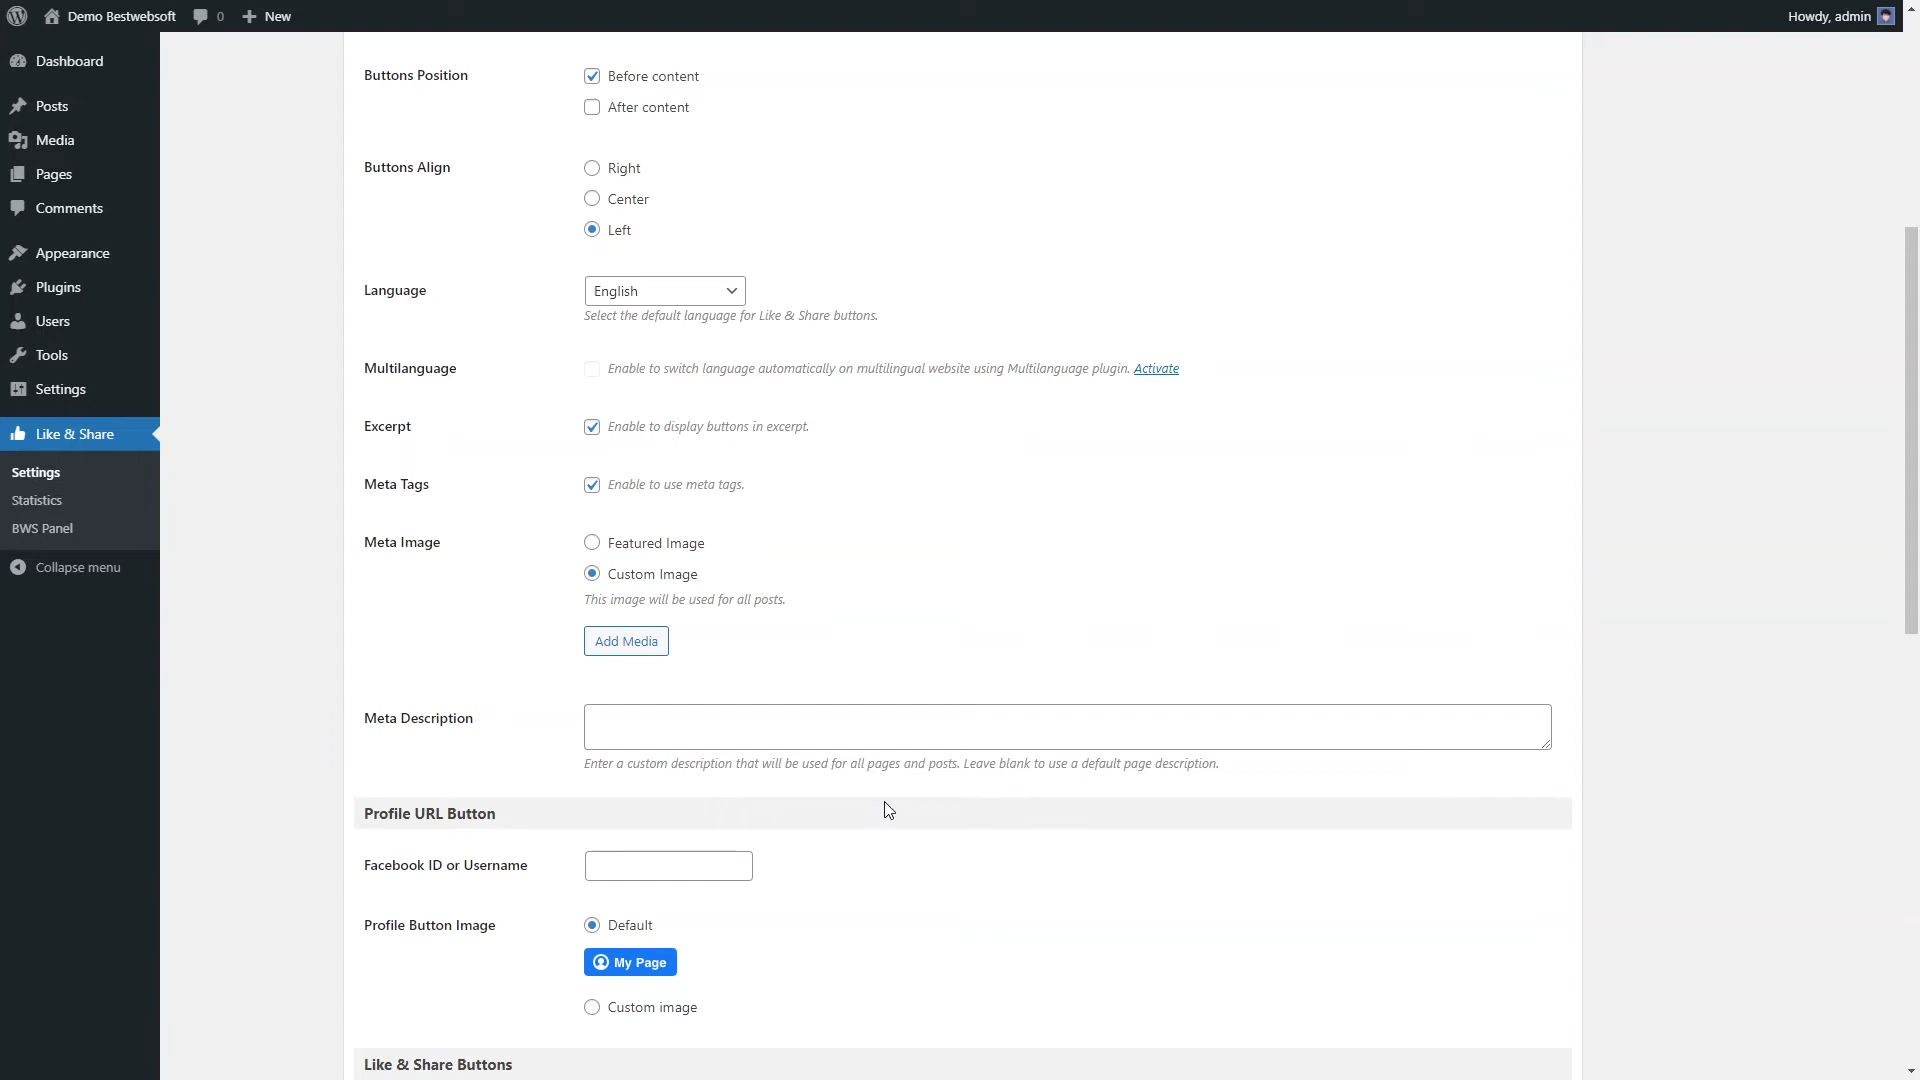 Demo Bestwebsoft
0
New
Howdy, admin
Dashboard
Posts
Media
Pages
Comments
Appearance
Plugins
Users
Tools
Settings
Like & Share
Settings
Statistics
BWS Panel
Collapse menu
Buttons Position
Before content
After content
Buttons Align
Right
Center
Left
Language
English
Select the default language for Like & Share buttons.
Multilanguage
Enable to switch language automatically on multilingual website using Multilanguage plugin. Activate
Excerpt
Enable to display buttons in excerpt.
Meta Tags
Enable to use meta tags.
Meta Image
Featured Image
Custom Image
This image will be used for all posts.
Add Media
Meta Description
Enter a custom description that will be used for all pages and posts. Leave blank to use a default page description.
Profile URL Button
Facebook ID or Username
Profile Button Image
Default
My Page
Custom image
Like & Share Buttons